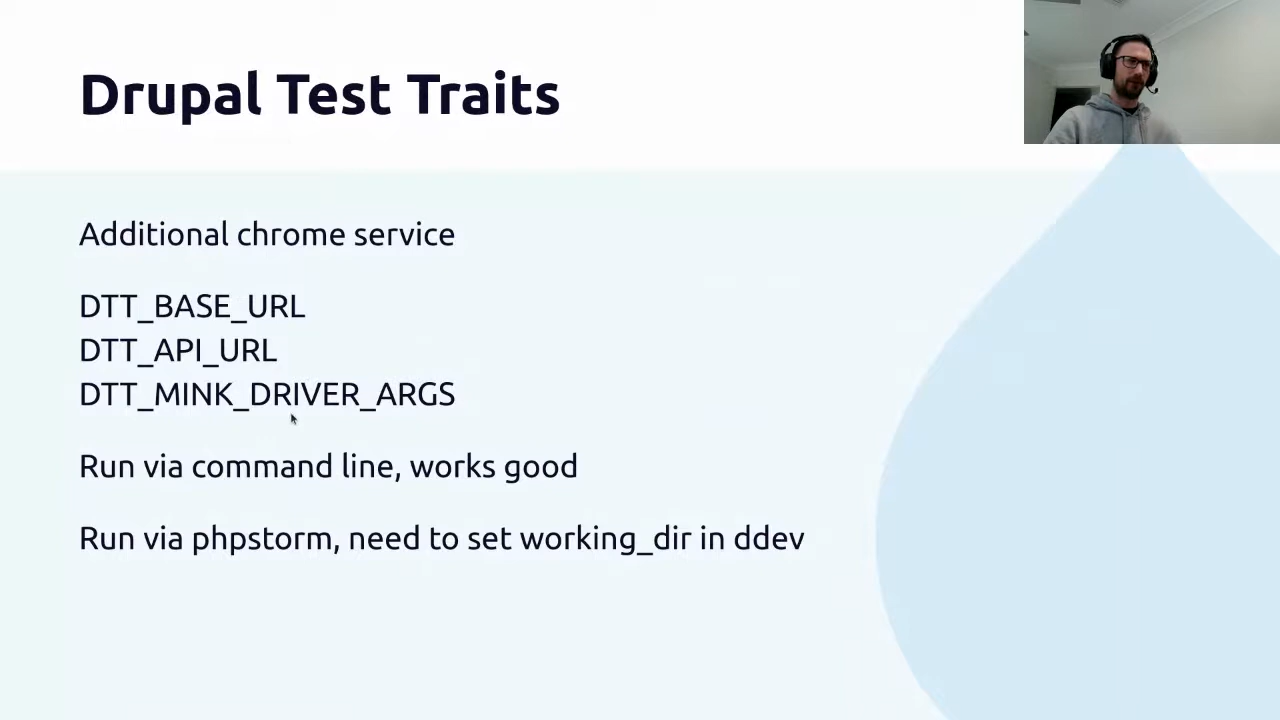 Drupal Test Traits
Additional chrome service
DTT_BASE_URL
DTT_API_URL
DTT_MINK_DRIVER_ARGS
Run via command line, works good
Run via phpstorm, need to set working_dir in ddev